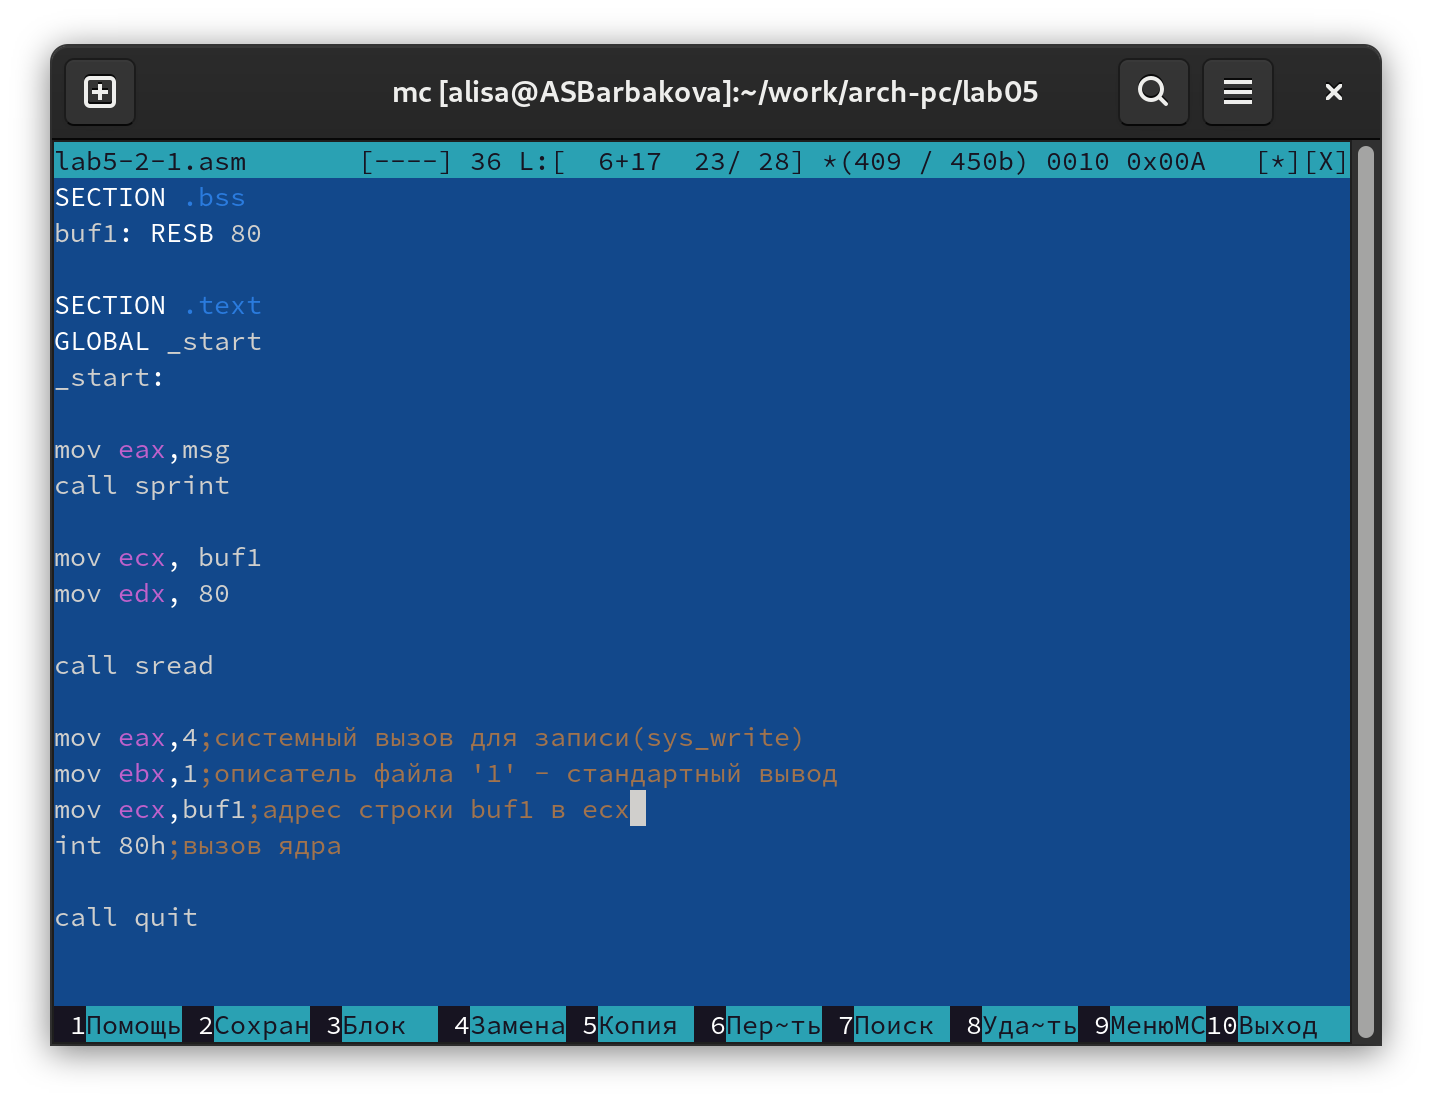 mc [alisa@ASBarbakova]:~/work/arch-pc/lab05
lab5-2-1.asm [----] 36 L:[ 6+17 23/ 28] *(409 / 450b) 0010 0x00A [*][X]
SECTION .bss
buf1: RESB 80
SECTION .text
GLOBAL _start
_start:
mov eax,msg
call sprint
mov ecx, buf1
mov edx, 80
call sread
mov eax,4;системный вызов для записи(sys_write)
mov ebx,1;описатель файла '1' - стандартный вывод
mov ecx,buf1;адрес строки buf1 в ecx
int 80h;вызов ядра
call quit
1Помощь 2Сохран 3Блок 4Замена 5Копия 6Пер~ть 7Поиск 8Уда~ть 9МенюMC 10Выход